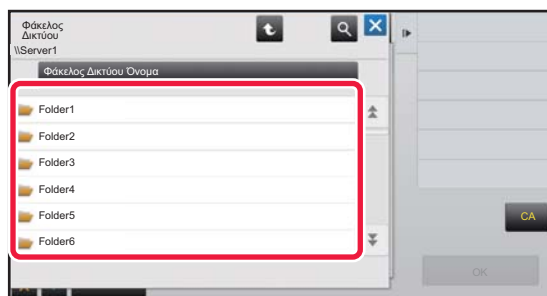 Φάκελος
Δικτύου
\\Server1
Φάκελος Δικτύου Όνομα
Folder1
Folder2
Folder3
Folder4
Folder5
Folder6
CA
OK